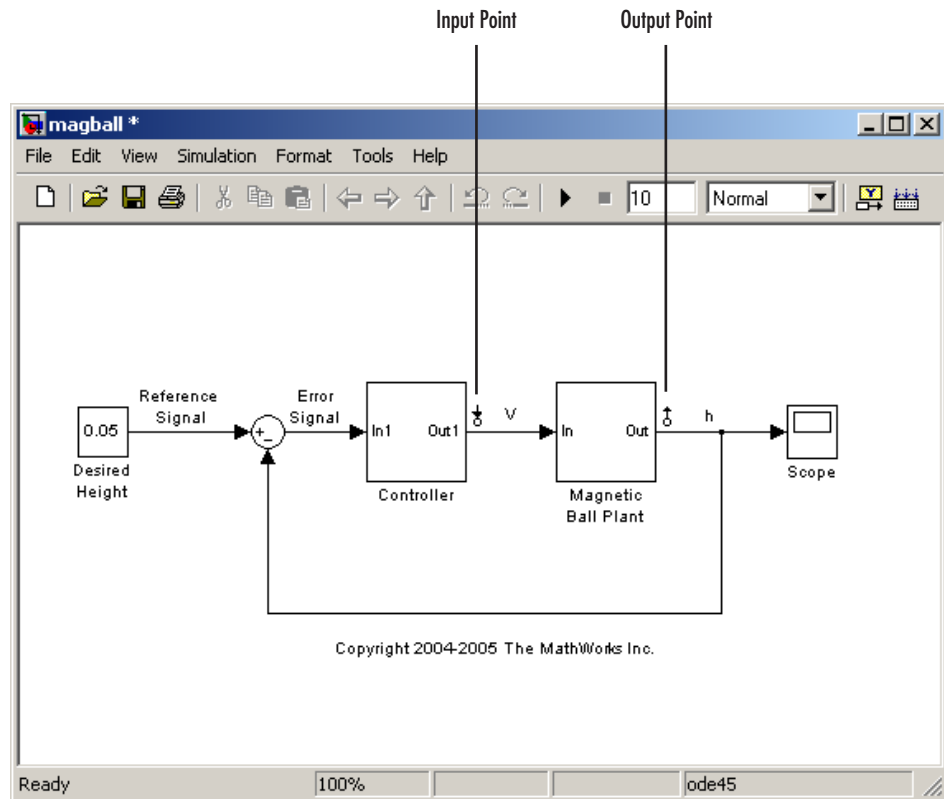 Input Point
Output Point
magball *
File Edit View Simulation Format Tools Help
10
Normal
Reference
Signal
Error
Signal
V
h
0.05
+
-
In1
Out1
In
Out
Desired
Height
Controller
Magnetic
Ball Plant
Scope
Copyright 2004-2005 The MathWorks Inc.
Ready
100%
ode45